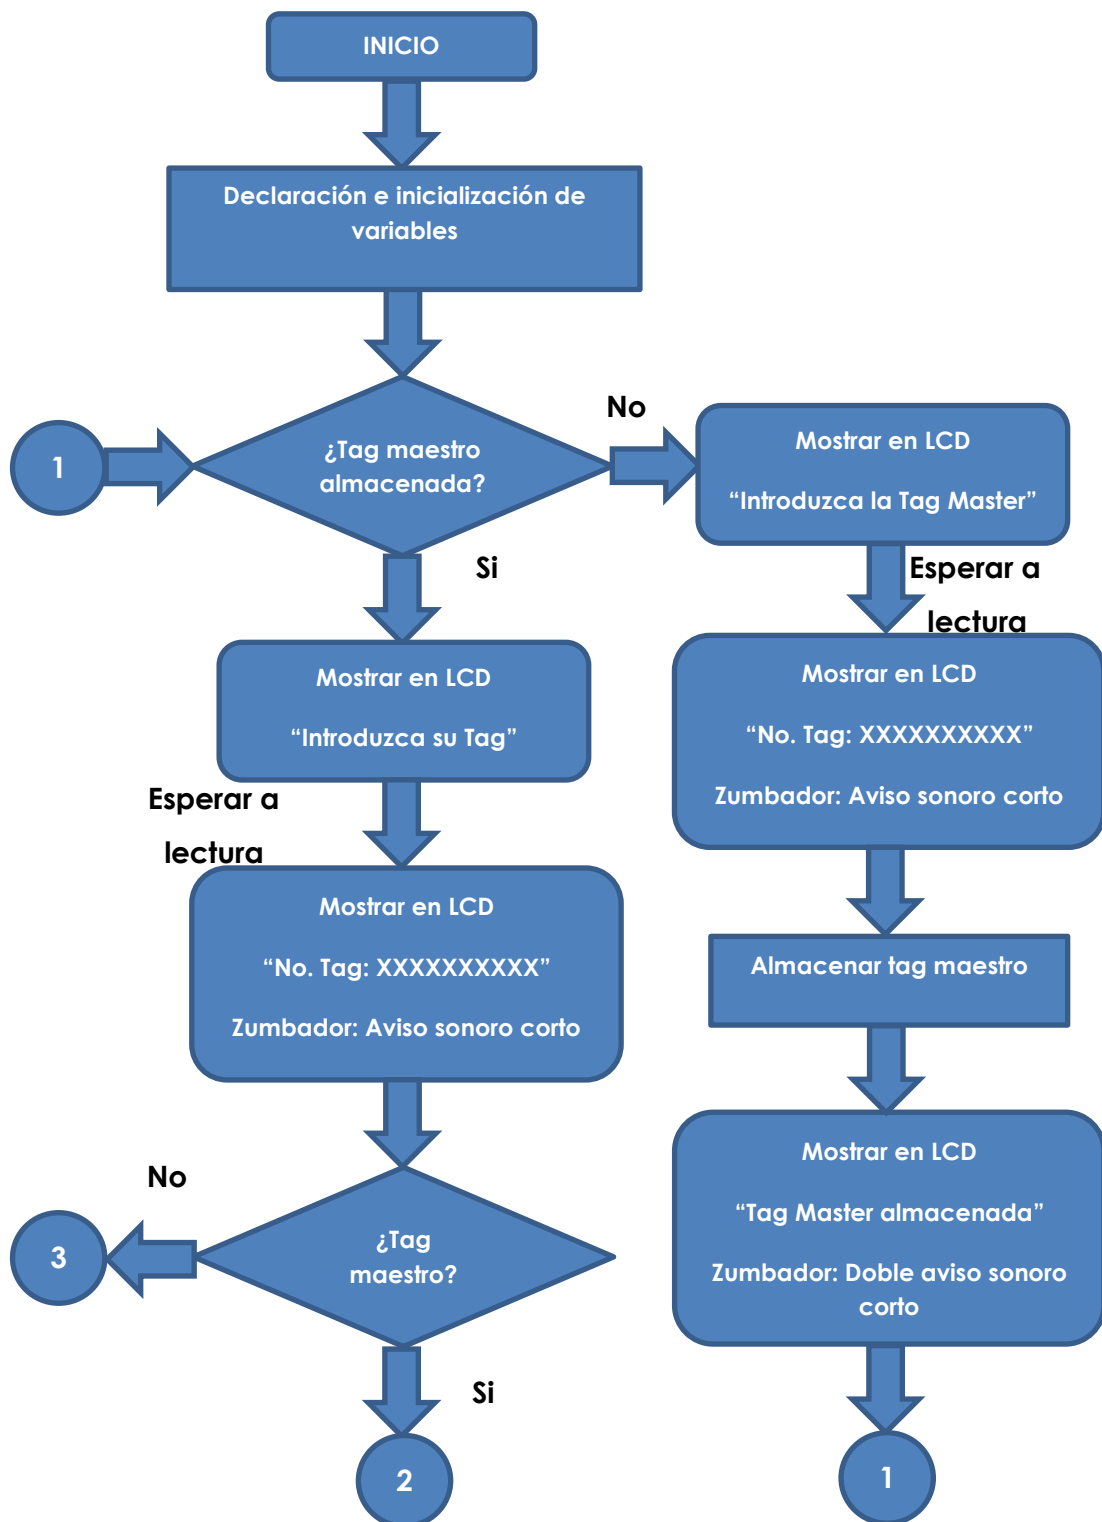 INICIO
Declaración e inicialización de
variables
1
¿Tag maestro
almacenada?
No
Mostrar en LCD
“Introduzca la Tag Master”
Si
Esperar a
lectura
Mostrar en LCD
“Introduzca su Tag”
Mostrar en LCD
“No. Tag: XXXXXXXXXX”
Zumbador: Aviso sonoro corto
Esperar a
lectura
Mostrar en LCD
“No. Tag: XXXXXXXXXX”
Zumbador: Aviso sonoro corto
Almacenar tag maestro
Mostrar en LCD
“Tag Master almacenada”
Zumbador: Doble aviso sonoro
corto
No
3
¿Tag
maestro?
Si
2
1